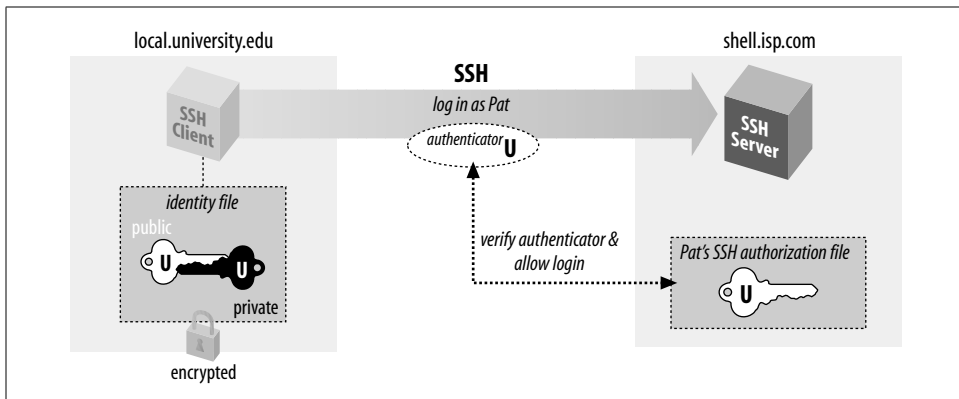 local.university.edu
shell.isp.com
SSH
log in as Pat
SSH
Client
SSH
Server
authenticator U
identity file
public
U
U
private
encrypted
verify authenticator &
allow login
Pat's SSH authorization file
U